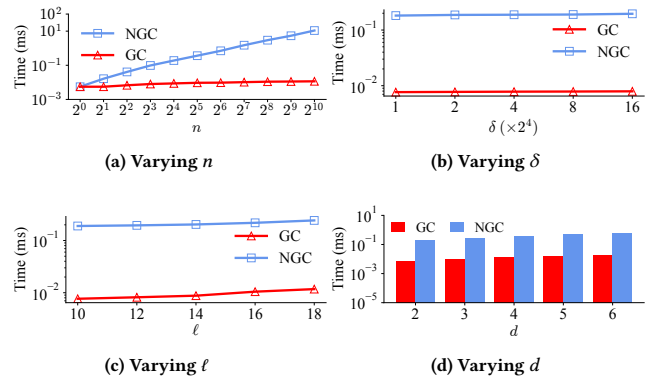 Time (ms)
10^1
10^-1
10^-3
NGC
GC
2^0 2^1 2^2 2^3 2^4 2^5 2^6 2^7 2^8 2^9 2^10
n
(a) Varying n
Time (ms)
10^-1
10^-2
GC
NGC
1 2 4 8 16
δ (×2^4)
(b) Varying δ
Time (ms)
10^-1
10^-2
GC
NGC
10 12 14 16 18
ℓ
(c) Varying ℓ
Time (ms)
10^1
10^-1
10^-3
10^-5
GC NGC
2 3 4 5 6
d
(d) Varying d